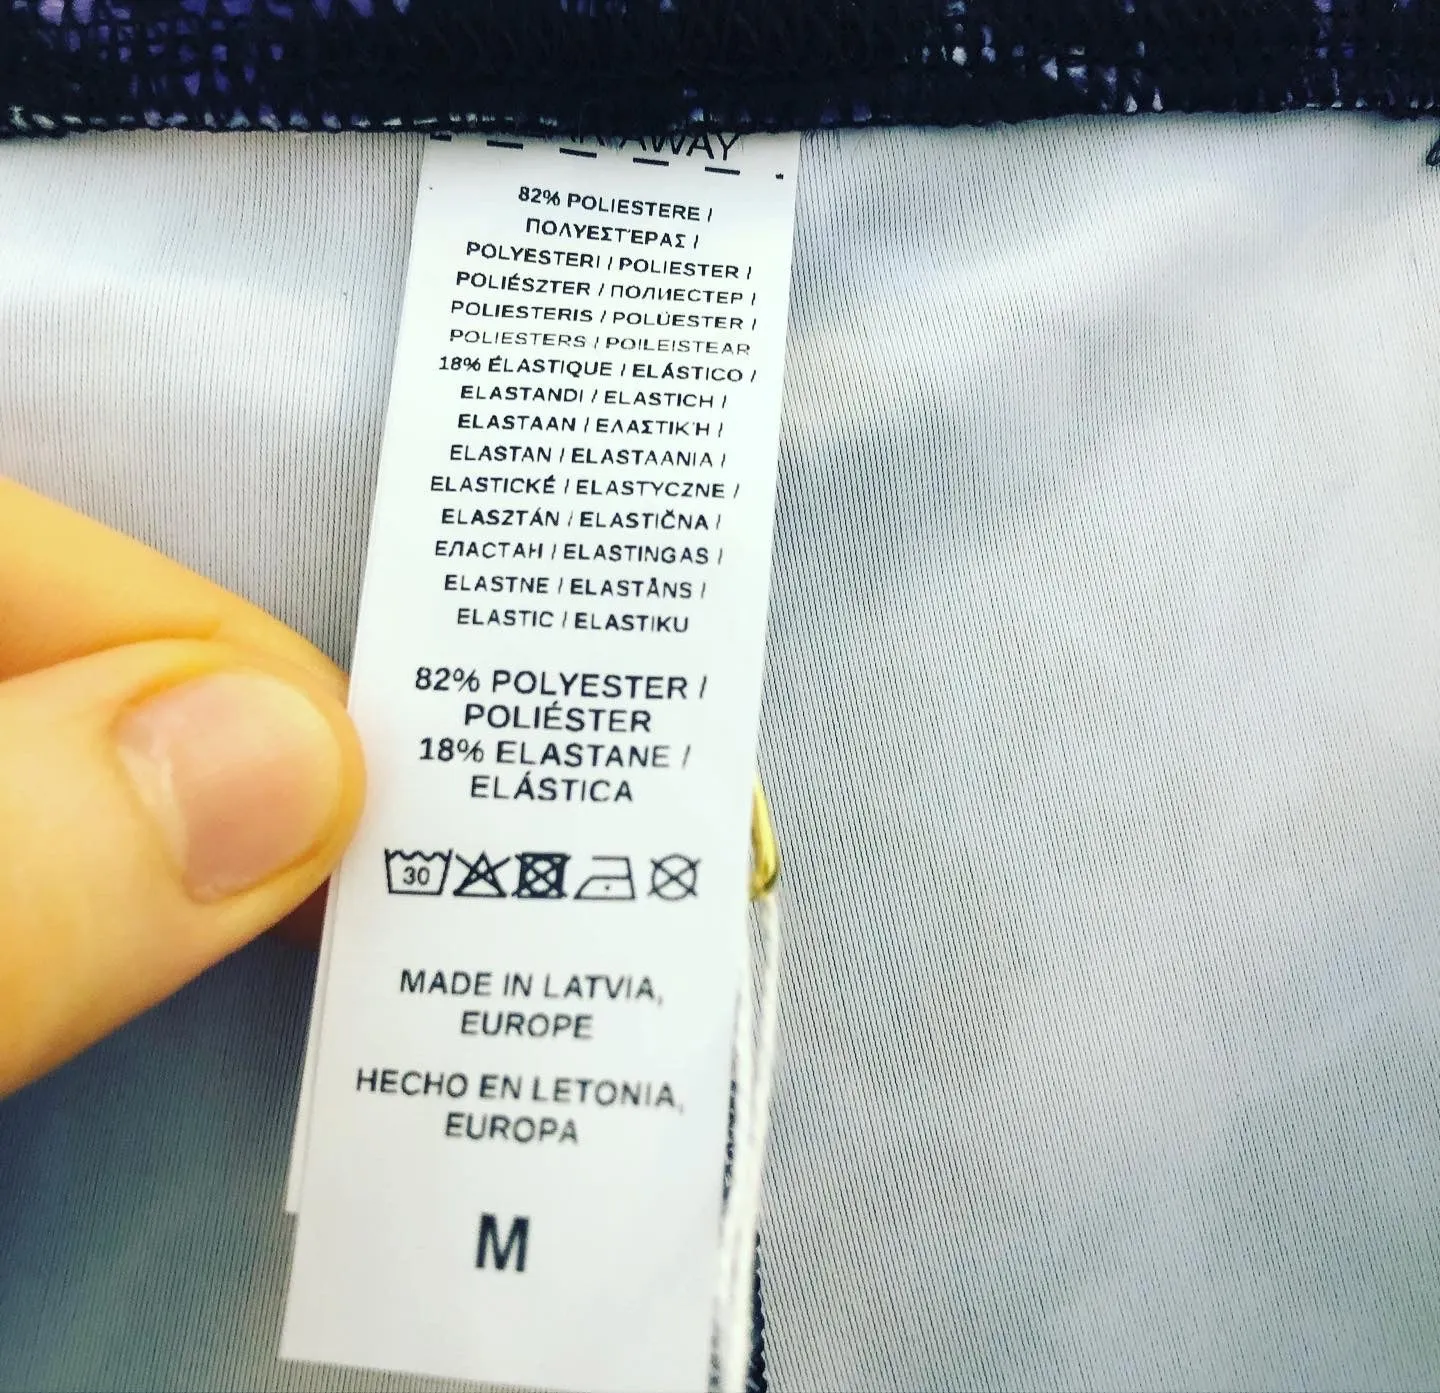 AWAY
82% POLIESTERE /
ΠΟΛΥΕΣΤΈΡΑΣ /
POLYESTERI / POLIESTER /
POLIÉSZTER / ПОЛИЕСТЕР /
POLIESTERIS / POLÜESTER /
POLIESTERS / POILEISTEAR
18% ÉLASTIQUE / ELÁSTICO /
ELASTANDI / ELASTICH /
ELASTAAN / ΕΛΑΣΤΙΚΉ /
ELASTAN / ELASTAANIA /
ELASTICKÉ / ELASTYCZNE /
ELASZTÁN / ELASTIČNA /
ЕЛАСТАН / ELASTINGAS /
ELASTNE / ELASTĀNS /
ELASTIC / ELASTIKU
82% POLYESTER /
POLIÉSTER
18% ELASTANE /
ELÁSTICA
30
MADE IN LATVIA,
EUROPE
HECHO EN LETONIA,
EUROPA
M